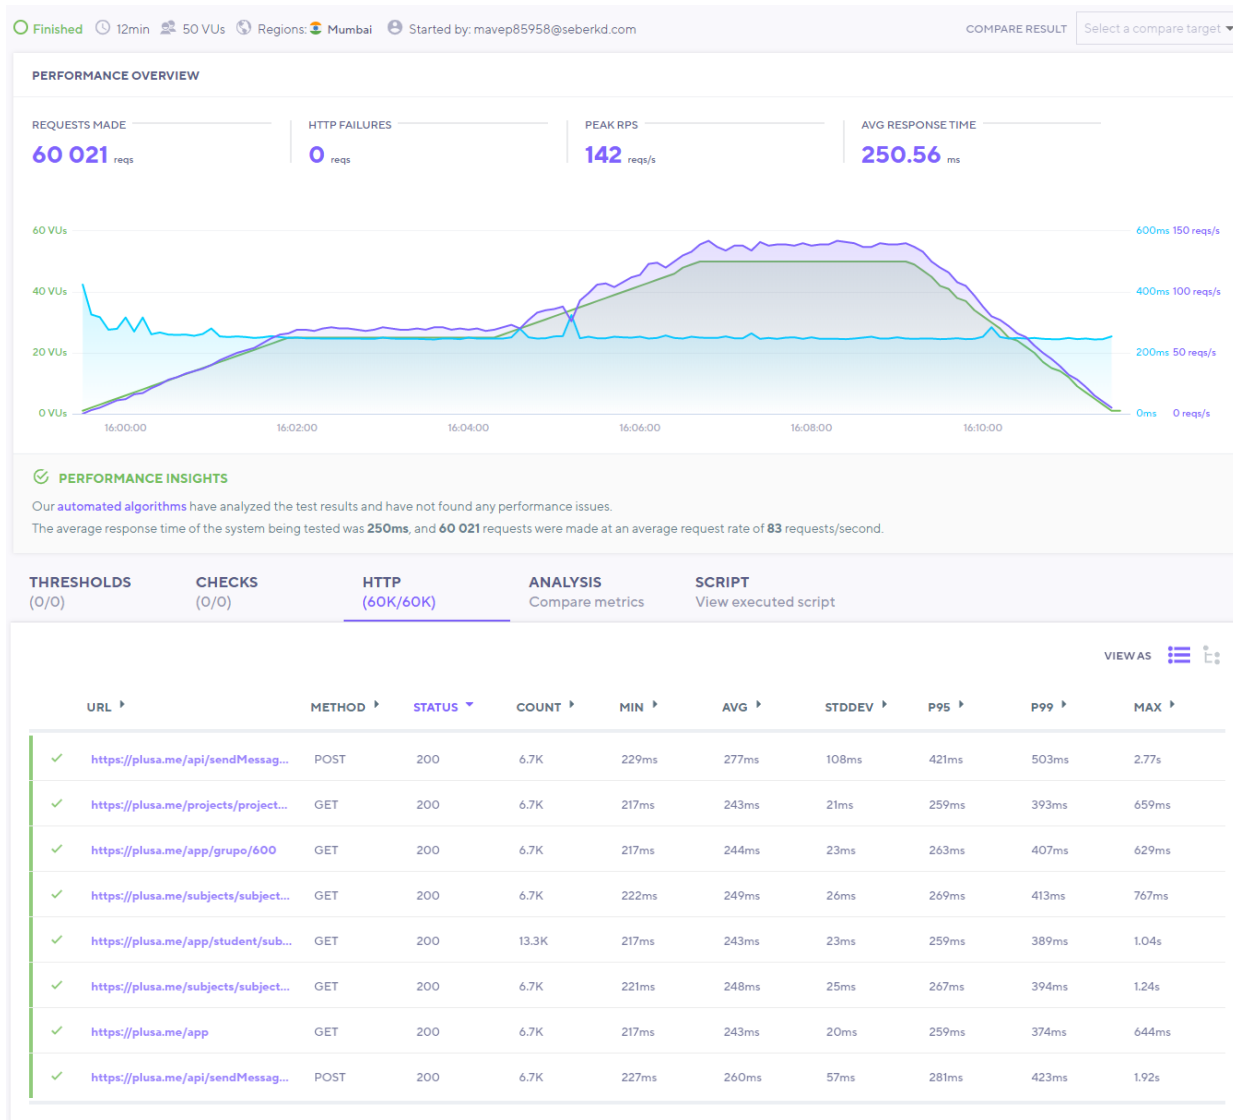 Finished 12min 50 VUs Regions: Mumbai Started by: mavep85958@seberkd.com COMPARE RESULT Select a compare target
PERFORMANCE OVERVIEW
REQUESTS MADE HTTP FAILURES PEAK RPS AVG RESPONSE TIME
60 021 reqs 0 reqs 142 reqs/s 250.56 ms
60 VUs 600ms 150 reqs/s
40 VUs 400ms 100 reqs/s
20 VUs 200ms 50 reqs/s
0 VUs 0ms 0 reqs/s
16:00:00 16:02:00 16:04:00 16:06:00 16:08:00 16:10:00
PERFORMANCE INSIGHTS
Our automated algorithms have analyzed the test results and have not found any performance issues.
The average response time of the system being tested was 250ms, and 60 021 requests were made at an average request rate of 83 requests/second.
THRESHOLDS CHECKS HTTP ANALYSIS SCRIPT
(0/0) (0/0) (60K/60K) Compare metrics View executed script
VIEW AS
URL METHOD STATUS COUNT MIN AVG STDDEV P95 P99 MAX
https://plusa.me/api/sendMessag... POST 200 6.7K 229ms 277ms 108ms 421ms 503ms 2.77s
https://plusa.me/projects/project... GET 200 6.7K 217ms 243ms 21ms 259ms 393ms 659ms
https://plusa.me/app/grupo/600 GET 200 6.7K 217ms 244ms 23ms 263ms 407ms 629ms
https://plusa.me/subjects/subject... GET 200 6.7K 222ms 249ms 26ms 269ms 413ms 767ms
https://plusa.me/app/student/sub... GET 200 13.3K 217ms 243ms 23ms 259ms 389ms 1.04s
https://plusa.me/subjects/subject... GET 200 6.7K 221ms 248ms 25ms 267ms 394ms 1.24s
https://plusa.me/app GET 200 6.7K 217ms 243ms 20ms 259ms 374ms 644ms
https://plusa.me/api/sendMessag... POST 200 6.7K 227ms 260ms 57ms 281ms 423ms 1.92s